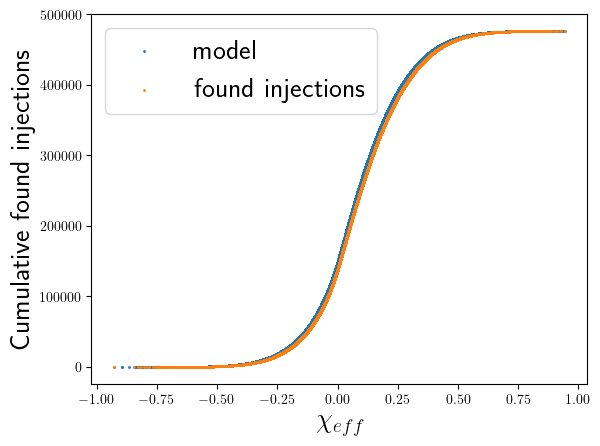 500000
400000
300000
200000
100000
0
Cumulative found injections
model
found injections
−1.00 −0.75 −0.50 −0.25 0.00 0.25 0.50 0.75 1.00
χ_eff